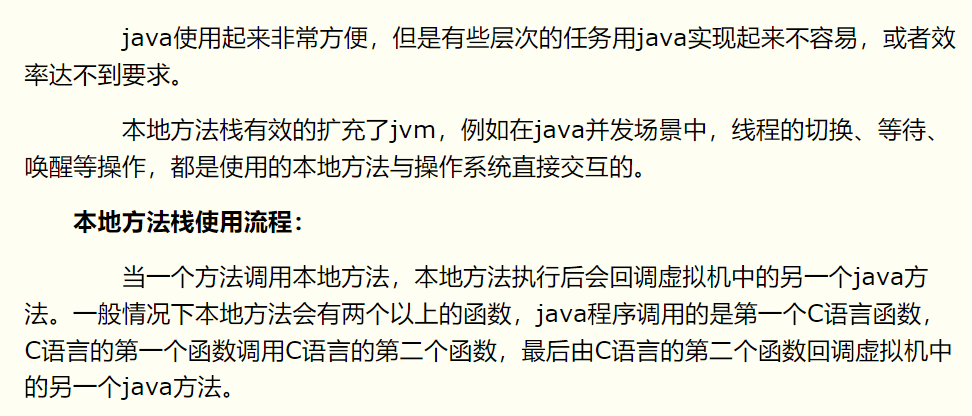 java使用起来非常方便，但是有些层次的任务用java实现起来不容易，或者效
率达不到要求。
本地方法栈有效的扩充了jvm，例如在java并发场景中，线程的切换、等待、
唤醒等操作，都是使用的本地方法与操作系统直接交互的。
本地方法栈使用流程：
当一个方法调用本地方法，本地方法执行后会回调虚拟机中的另一个java方
法。一般情况下本地方法会有两个以上的函数，java程序调用的是第一个C语言函数，
C语言的第一个函数调用C语言的第二个函数，最后由C语言的第二个函数回调虚拟机中
的另一个java方法。